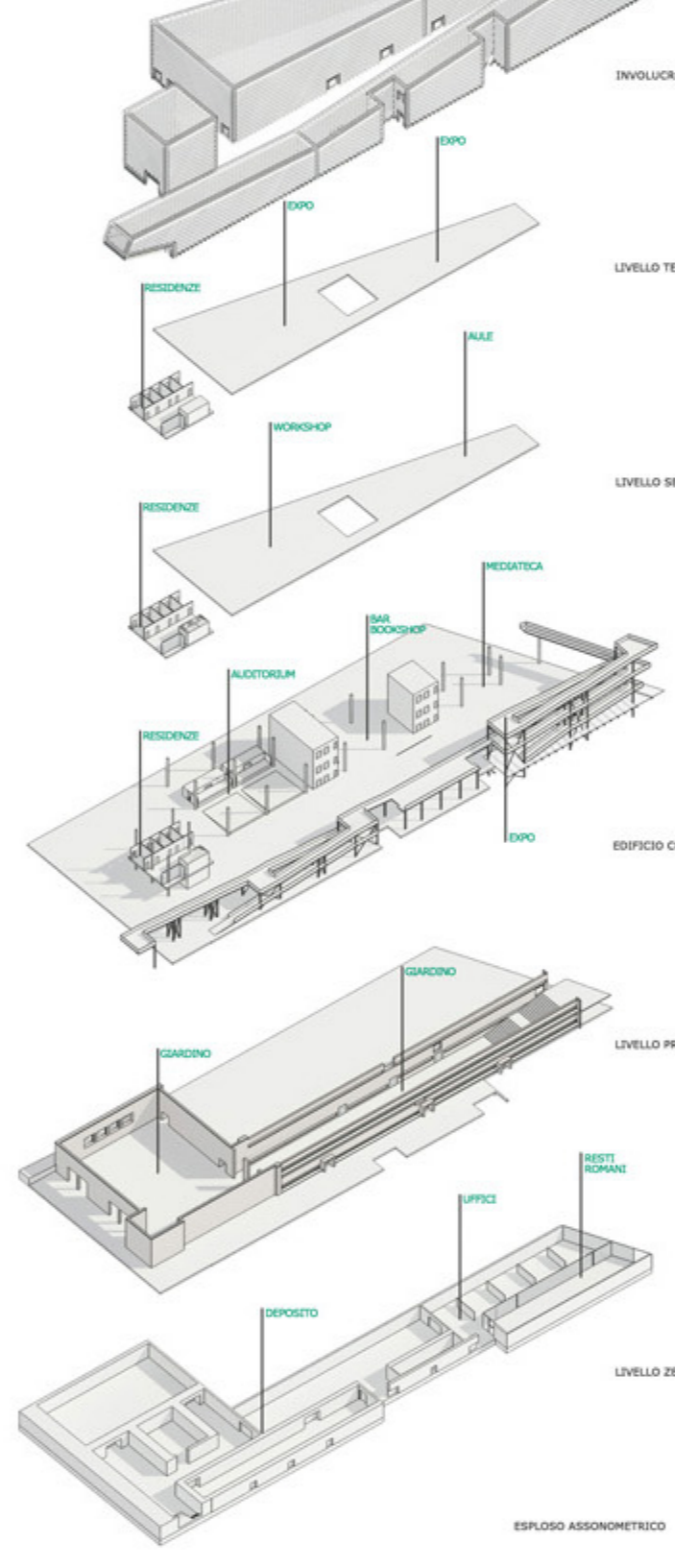 INVOLUCR
EXPO
EXPO
LIVELLO TE
RESIDENZE
AULE
WORKSHOP
LIVELLO SE
RESIDENZE
MEDIATECA
BAR
BOOKSHOP
AUDITORIUM
RESIDENZE
EXPO
EDIFICIO C
GIARDINO
LIVELLO PR
GIARDINO
RESTI
ROMANI
UFFICI
DEPOSITO
LIVELLO ZE
ESPLOSO ASSONOMETRICO